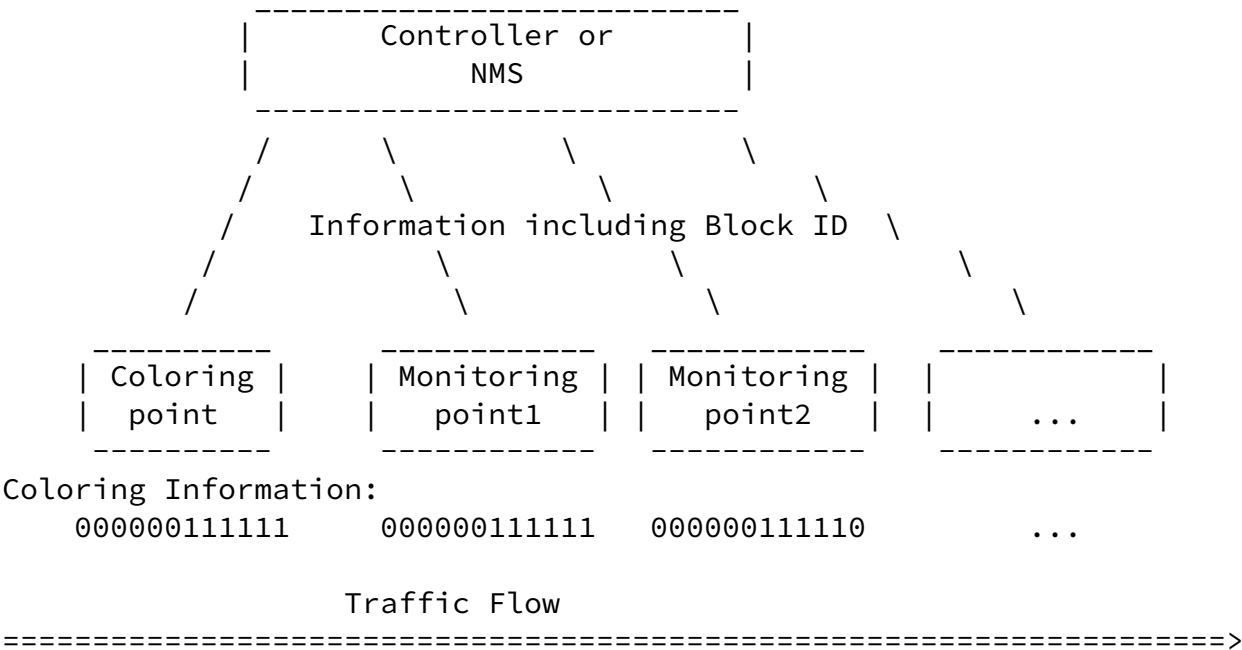 Controller or
NMS
Information including Block ID
Coloring Monitoring Monitoring
point point1 point2 ...
Coloring Information:
000000111111 000000111111 000000111110 ...
Traffic Flow